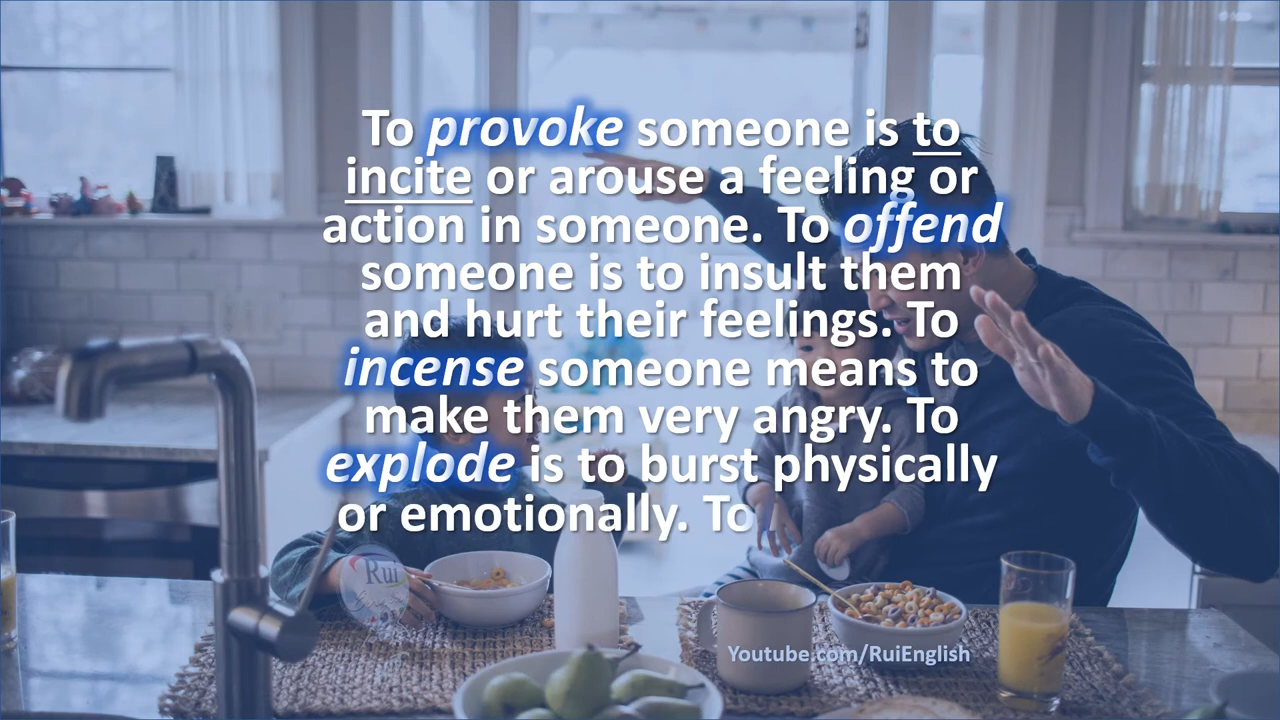 To provoke someone is to
incite or arouse a feeling or
action in someone. To offend
someone is to insult them
and hurt their feelings. To
incense someone means to
make them very angry. To
explode is to burst physically
or emotionally. To
Rui
Youtube.com/RuiEnglish